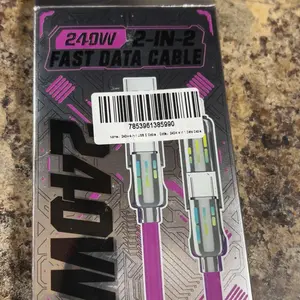 240W 2-IN-2
FAST DATA CABLE
7853961385990
240W